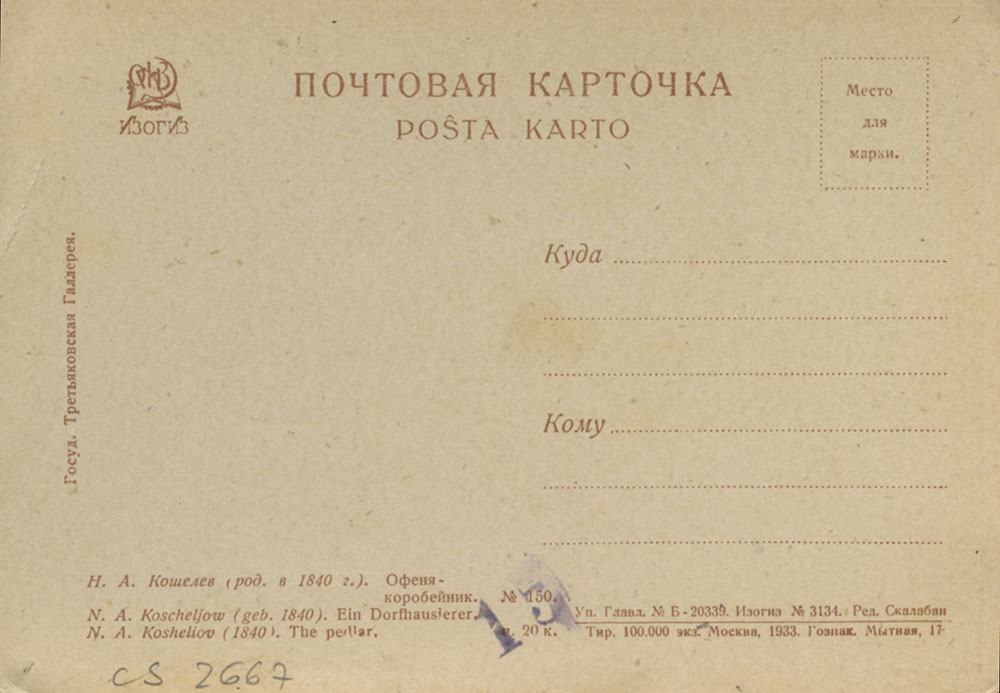 ИЗОГИЗ
ПОЧТОВАЯ КАРТОЧКА
POŜTA KARTO
Место
для
марки.
Куда
Кому
Госуд. Третьяковская Галлерея.
Н. А. Кошелев (род. в 1840 г.). Офеня-
коробейник. № 150.
N. A. Koscheljow (geb. 1840). Ein Dorfhausierer.
N. A. Kosheliov (1840). The pedlar.
ц. 20 к.
Уп. Главл. № Б-20339. Изогиз № 3134. Ред. Скалабан
Тир. 100.000 экз. Москва, 1933. Гознак. Мытная, 17
CS 2667